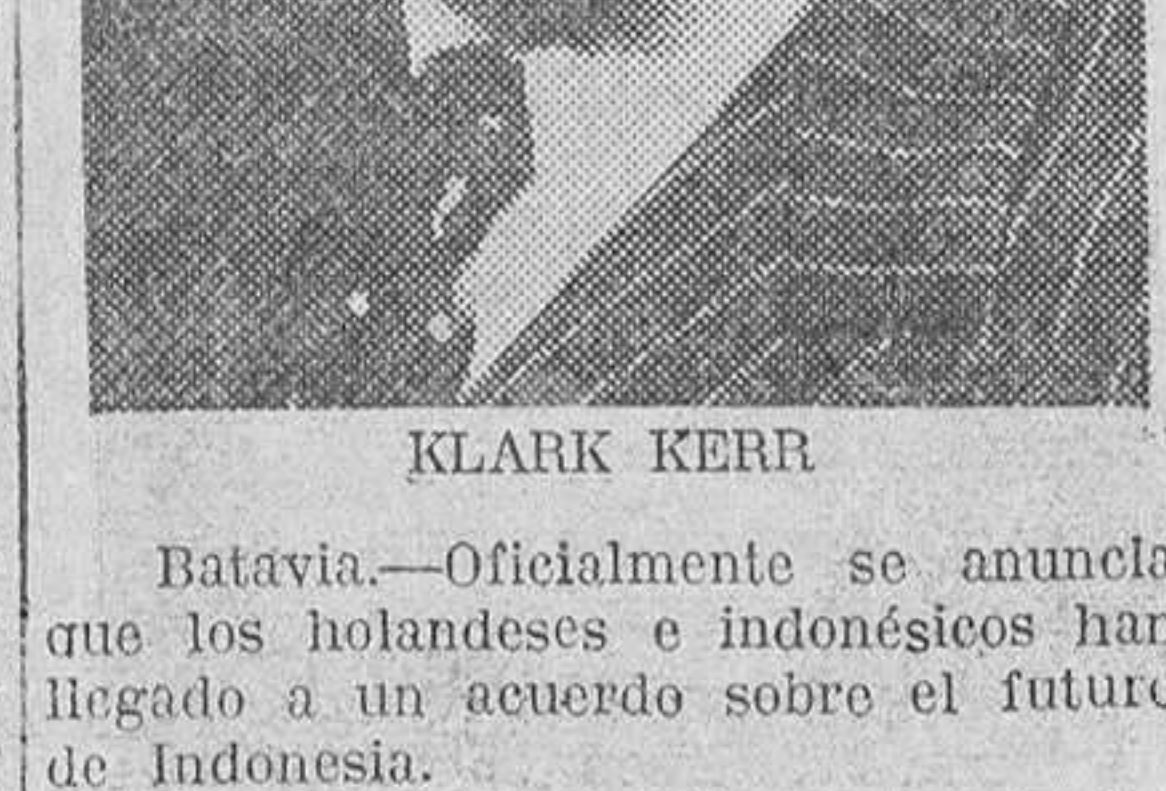 KLARK KERR
Batavia.—Oficialmente se anuncia
que los holandeses e indonésicos han
llegado a un acuerdo sobre el futuro
de Indonesia.